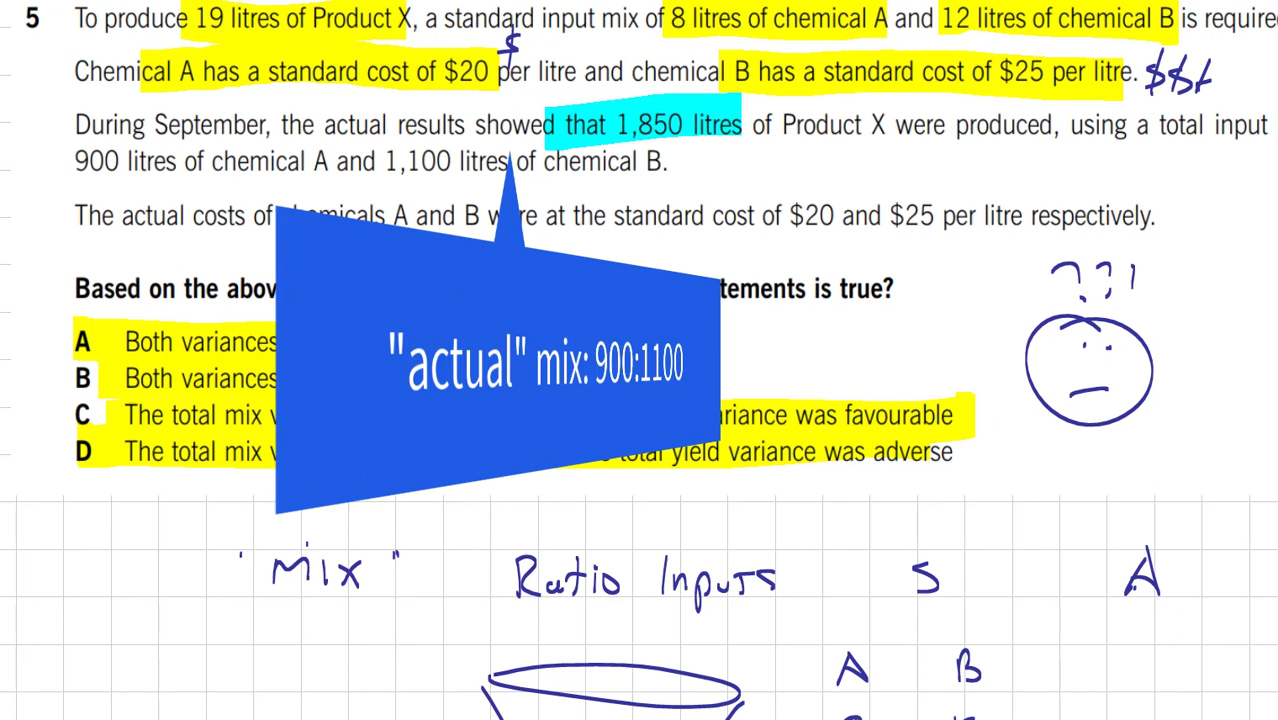 5 To produce 19 litres of Product X, a standard input mix of 8 litres of chemical A and 12 litres of chemical B is
$
Chemical A has a standard cost of $20 per litre and chemical B has a standard cost of $25 per litre. $$$
During September, the actual results showed that 1,850 litres of Product X were produced, using a total input
900 litres of chemical A and 1,100 litres of chemical B.
The actual costs of chemicals A and B were at the standard cost of $20 and $25 per litre respectively.
???
Based on the tements is true?
"actual" mix: 900:1100
A Both variances
B Both variances
C The total mix riance was favourable
D The total mix total yield variance was adverse
"Mix" Ratio Inputs S A
A B